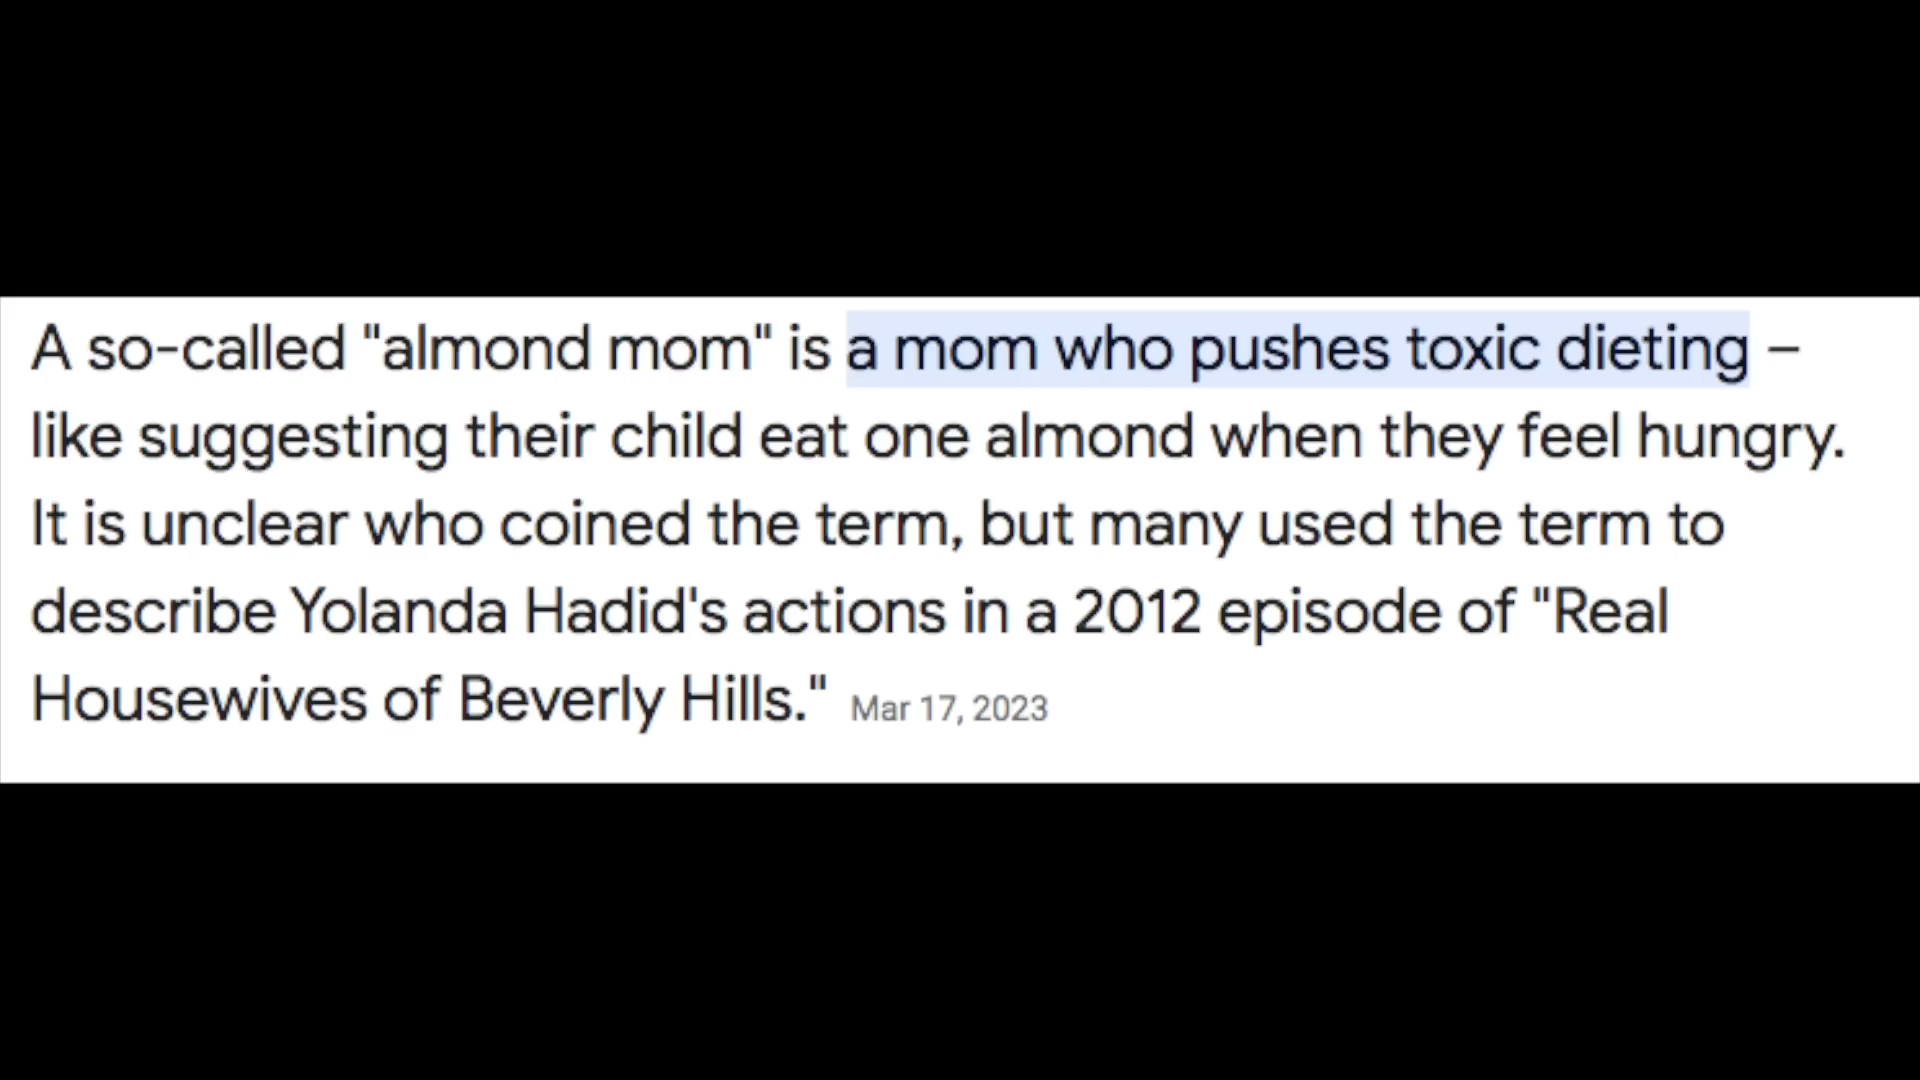 A so-called "almond mom" is a mom who pushes toxic dieting –
like suggesting their child eat one almond when they feel hungry.
It is unclear who coined the term, but many used the term to
describe Yolanda Hadid's actions in a 2012 episode of "Real
Housewives of Beverly Hills." Mar 17, 2023